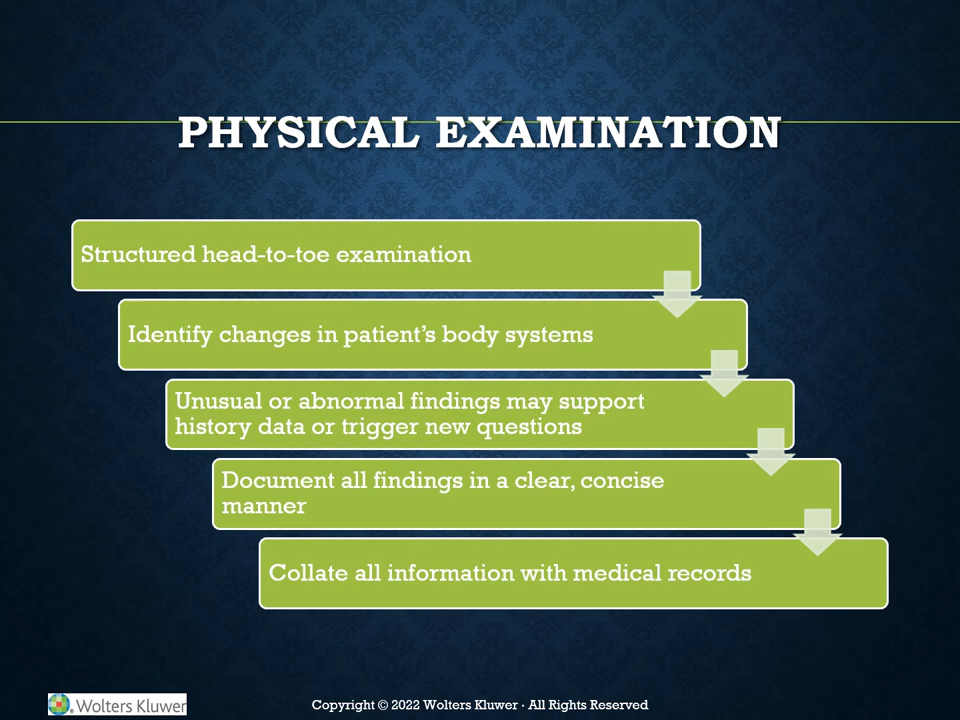 PHYSICAL EXAMINATION
Structured head-to-toe examination
Identify changes in patient’s body systems
Unusual or abnormal findings may support
history data or trigger new questions
Document all findings in a clear, concise
manner
Collate all information with medical records
Wolters Kluwer
Copyright © 2022 Wolters Kluwer · All Rights Reserved